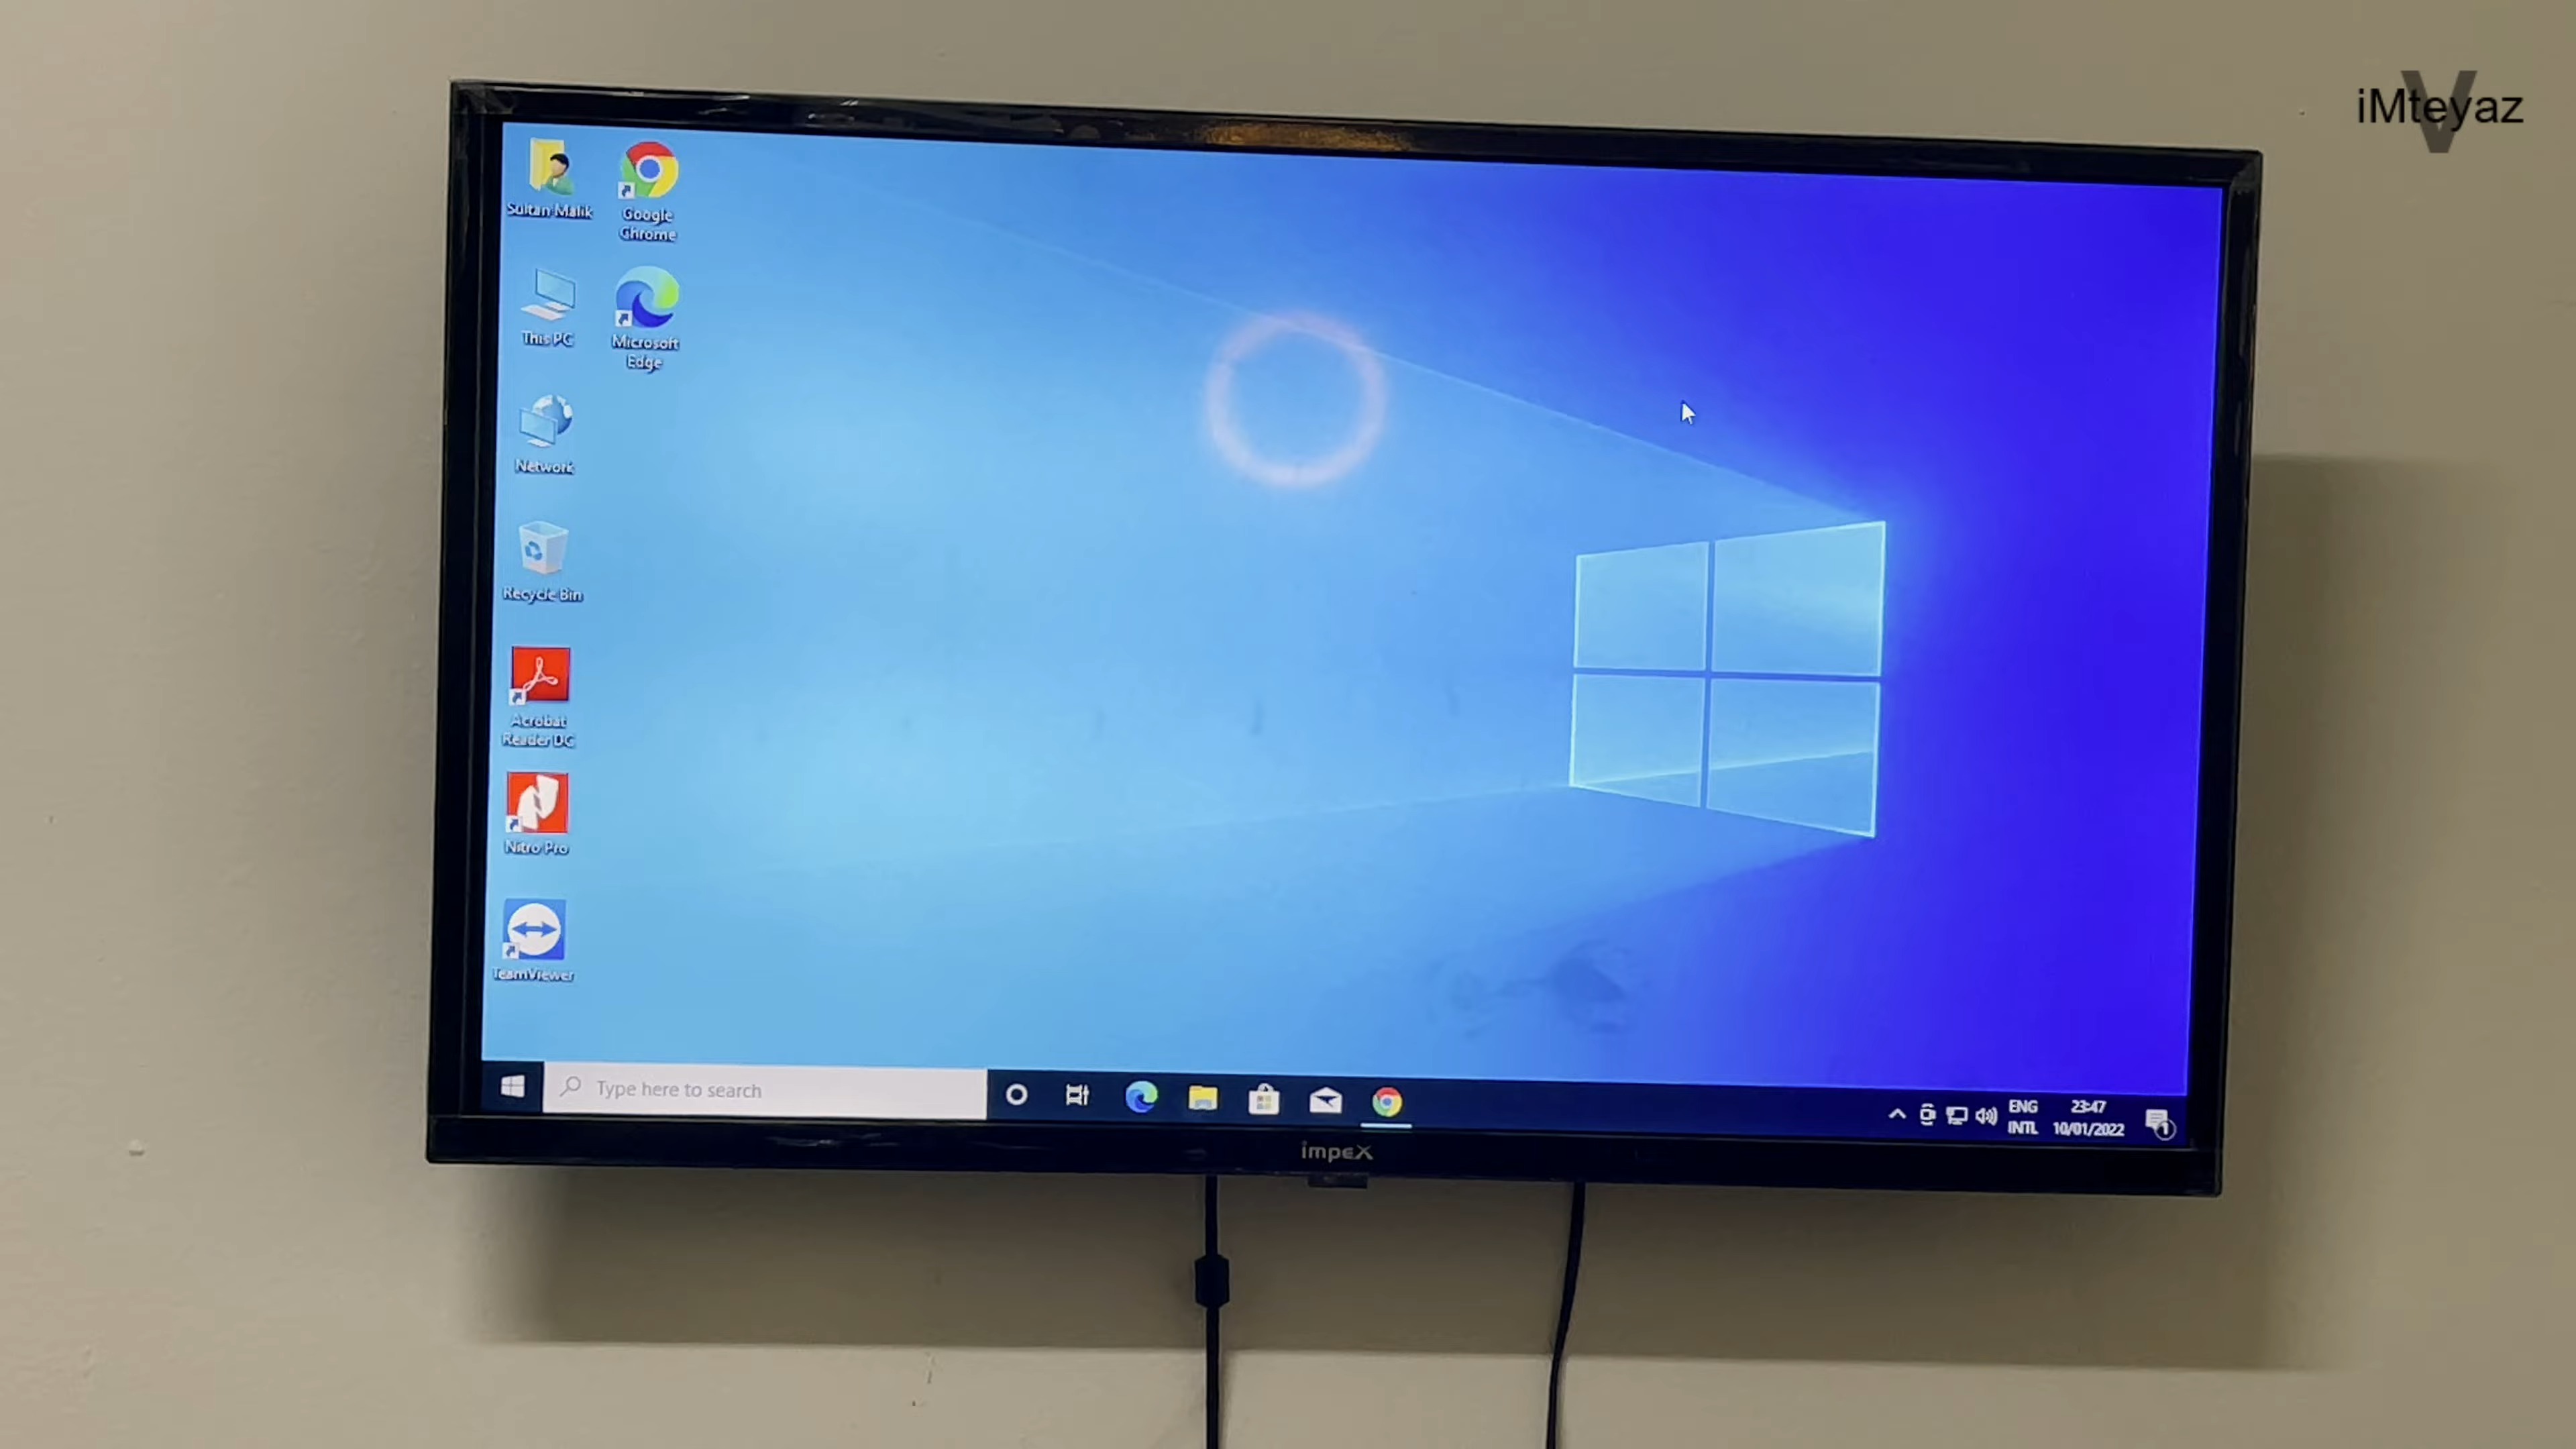 iMteyaz
V
Sultan Malik
Google
Chrome
This PC
Microsoft
Edge
Network
Recycle Bin
Acrobat
Reader DC
Nitro Pro
TeamViewer
Type here to search
ENG
INTL
23:47
10/01/2022
1
impex